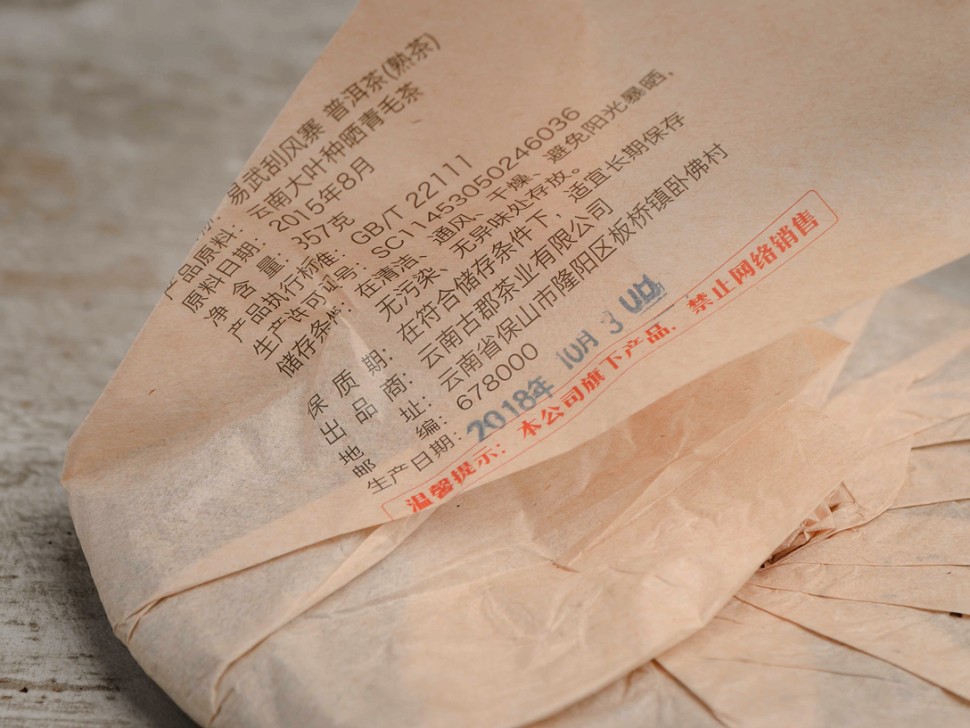 易武刮风寨 普洱茶(熟茶)
产品原料：云南大叶种晒青毛茶
原料日期：2015年8月
净 含 量：357克
产品执行标准：GB/T 22111
生产许可证号：SC11453050246036
储存条件：在清洁、通风、干燥、避免阳光暴晒、
无污染、无异味处存放。
保 质 期：在符合储存条件下，适宜长期保存
出 品 商：云南古郡茶业有限公司
地 址：云南省保山市隆阳区板桥镇卧佛村
邮 编：678000
生产日期：2018年
温馨提示：本公司旗下产品，禁止网络销售